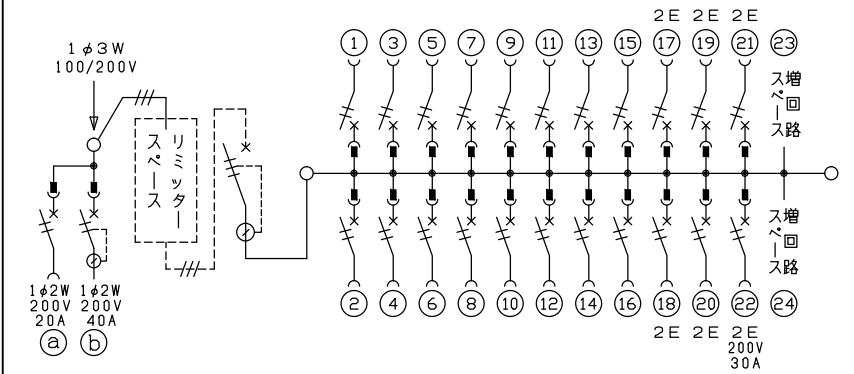 2E 2E 2E
1 3 5 7 9 11 13 15 17 19 21 23
1φ3W
100/200V
増回路
スペース
リミッター
スペース
増回路
スペース
1φ2W 1φ2W
200V 200V
20A 40A
a b
2 4 6 8 10 12 14 16 18 20 22 24
2E 2E 2E
200V
30A